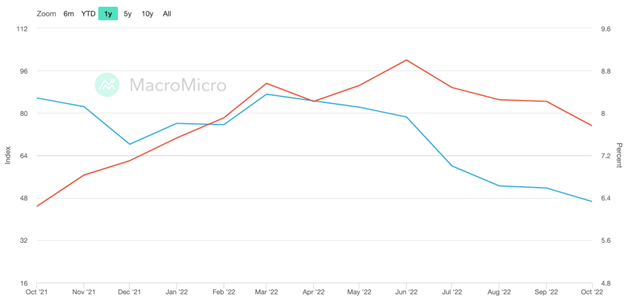 Zoom 6m YTD 1y 5y 10y All
112 9.6
96 8.8
MacroMicro
80 8
64 7.2
Index
Percent
48 6.4
32 5.6
16 4.8
Oct '21 Nov '21 Dec '21 Jan '22 Feb '22 Mar '22 Apr '22 May '22 Jun '22 Jul '22 Aug '22 Sep '22 Oct '22